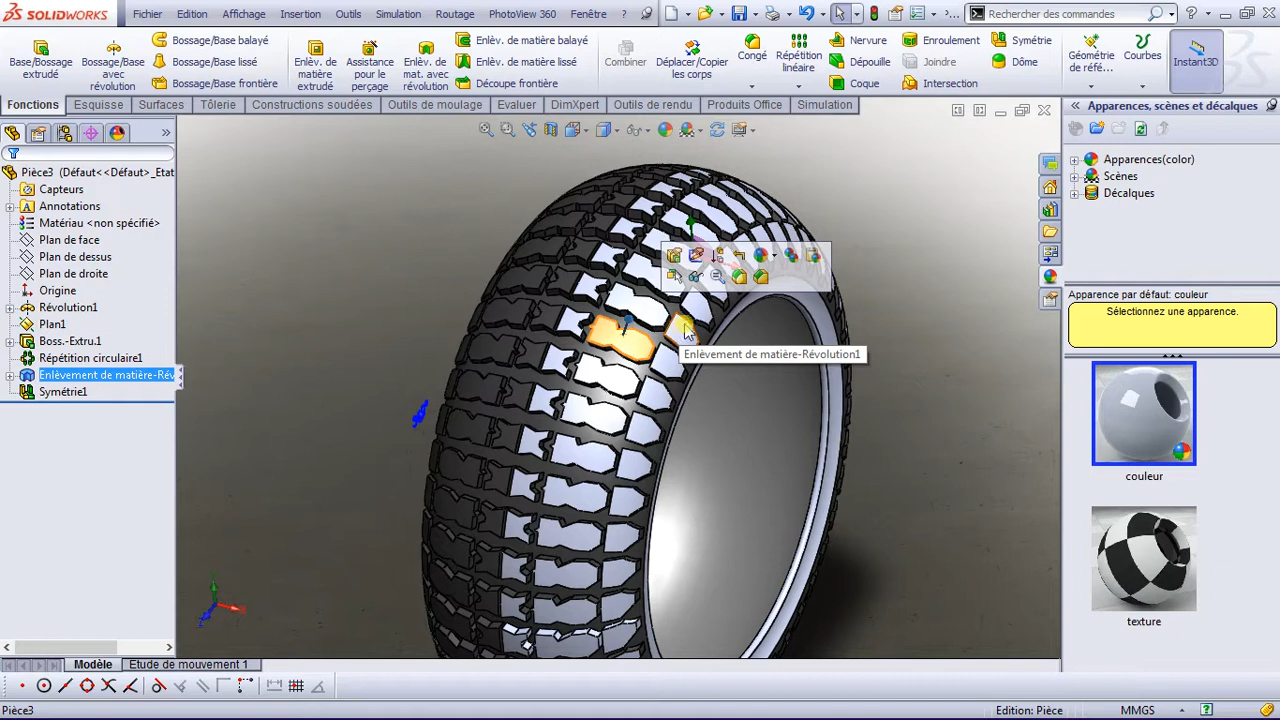 SOLIDWORKS
Fichier Edition Affichage Insertion Outils Simulation Routage PhotoView 360 Fenêtre ? Rechercher des commandes
Base/Bossage extrudé
Bossage/Base avec révolution
Bossage/Base balayé
Bossage/Base lissé
Bossage/Base frontière
Enlèv. de matière extrudé
Assistance pour le perçage
Enlèv. de mat. avec révolution
Enlèv. de matière balayé
Enlèv. de matière lissé
Découpe frontière
Combiner
Déplacer/Copier les corps
Congé
Répétition linéaire
Nervure
Dépouille
Coque
Enroulement
Joindre
Intersection
Symétrie
Dôme
Géométrie de réfé...
Courbes
Instant3D
Fonctions Esquisse Surfaces Tôlerie Constructions soudées Outils de moulage Evaluer DimXpert Outils de rendu Produits Office Simulation
Pièce3 (Défaut<<Défaut>_Etat
Capteurs
Annotations
Matériau <non spécifié>
Plan de face
Plan de dessus
Plan de droite
Origine
Révolution1
Plan1
Boss.-Extru.1
Répétition circulaire1
Enlèvement de matière-Rév
Symétrie1
Enlèvement de matière-Révolution1
Apparences, scènes et décalques
Apparences(color)
Scènes
Décalques
Apparence par défaut: couleur
Sélectionnez une apparence.
couleur
texture
Modèle Etude de mouvement 1
Pièce3 Edition: Pièce MMGS